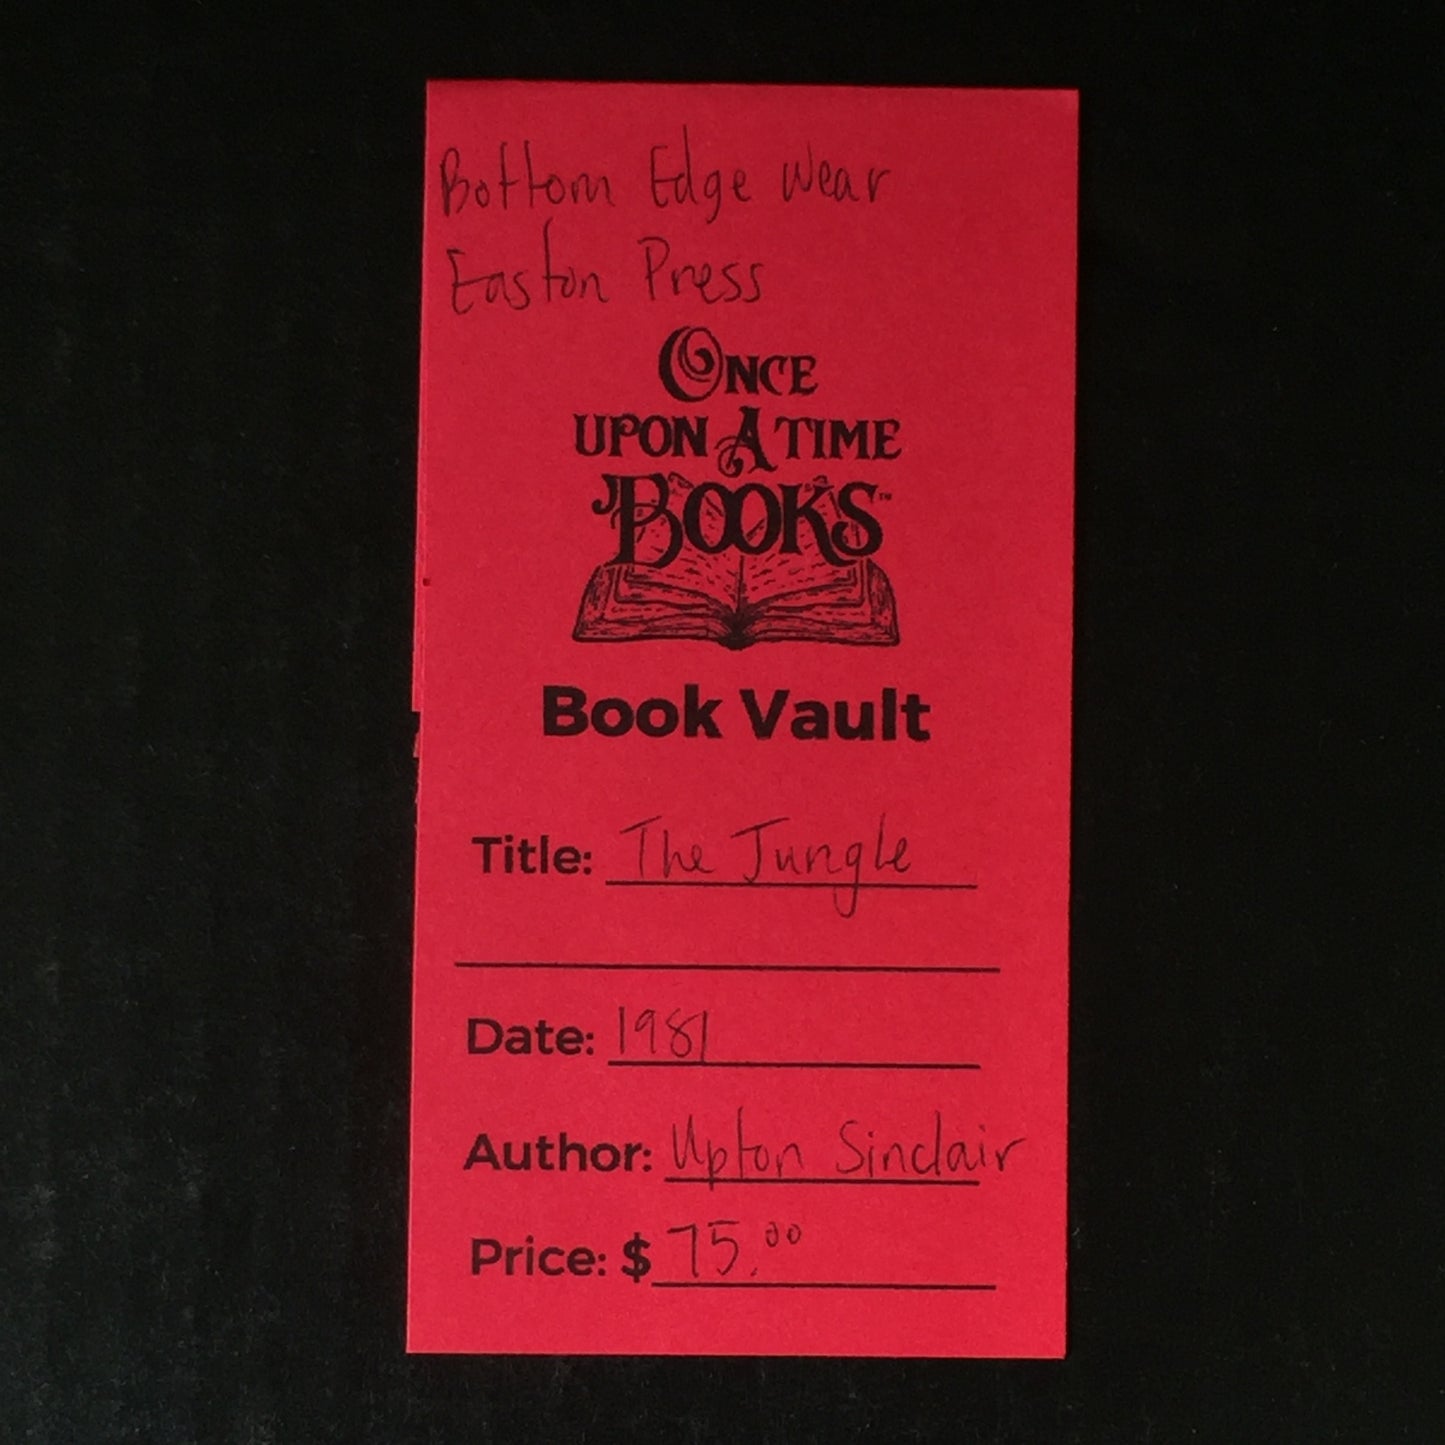 Bottom Edge Wear
Easton Press
ONCE
UPON A TIME
BOOKS™
Book Vault
Title: The Jungle
Date: 1981
Author: Upton Sinclair
Price: $ 75.00